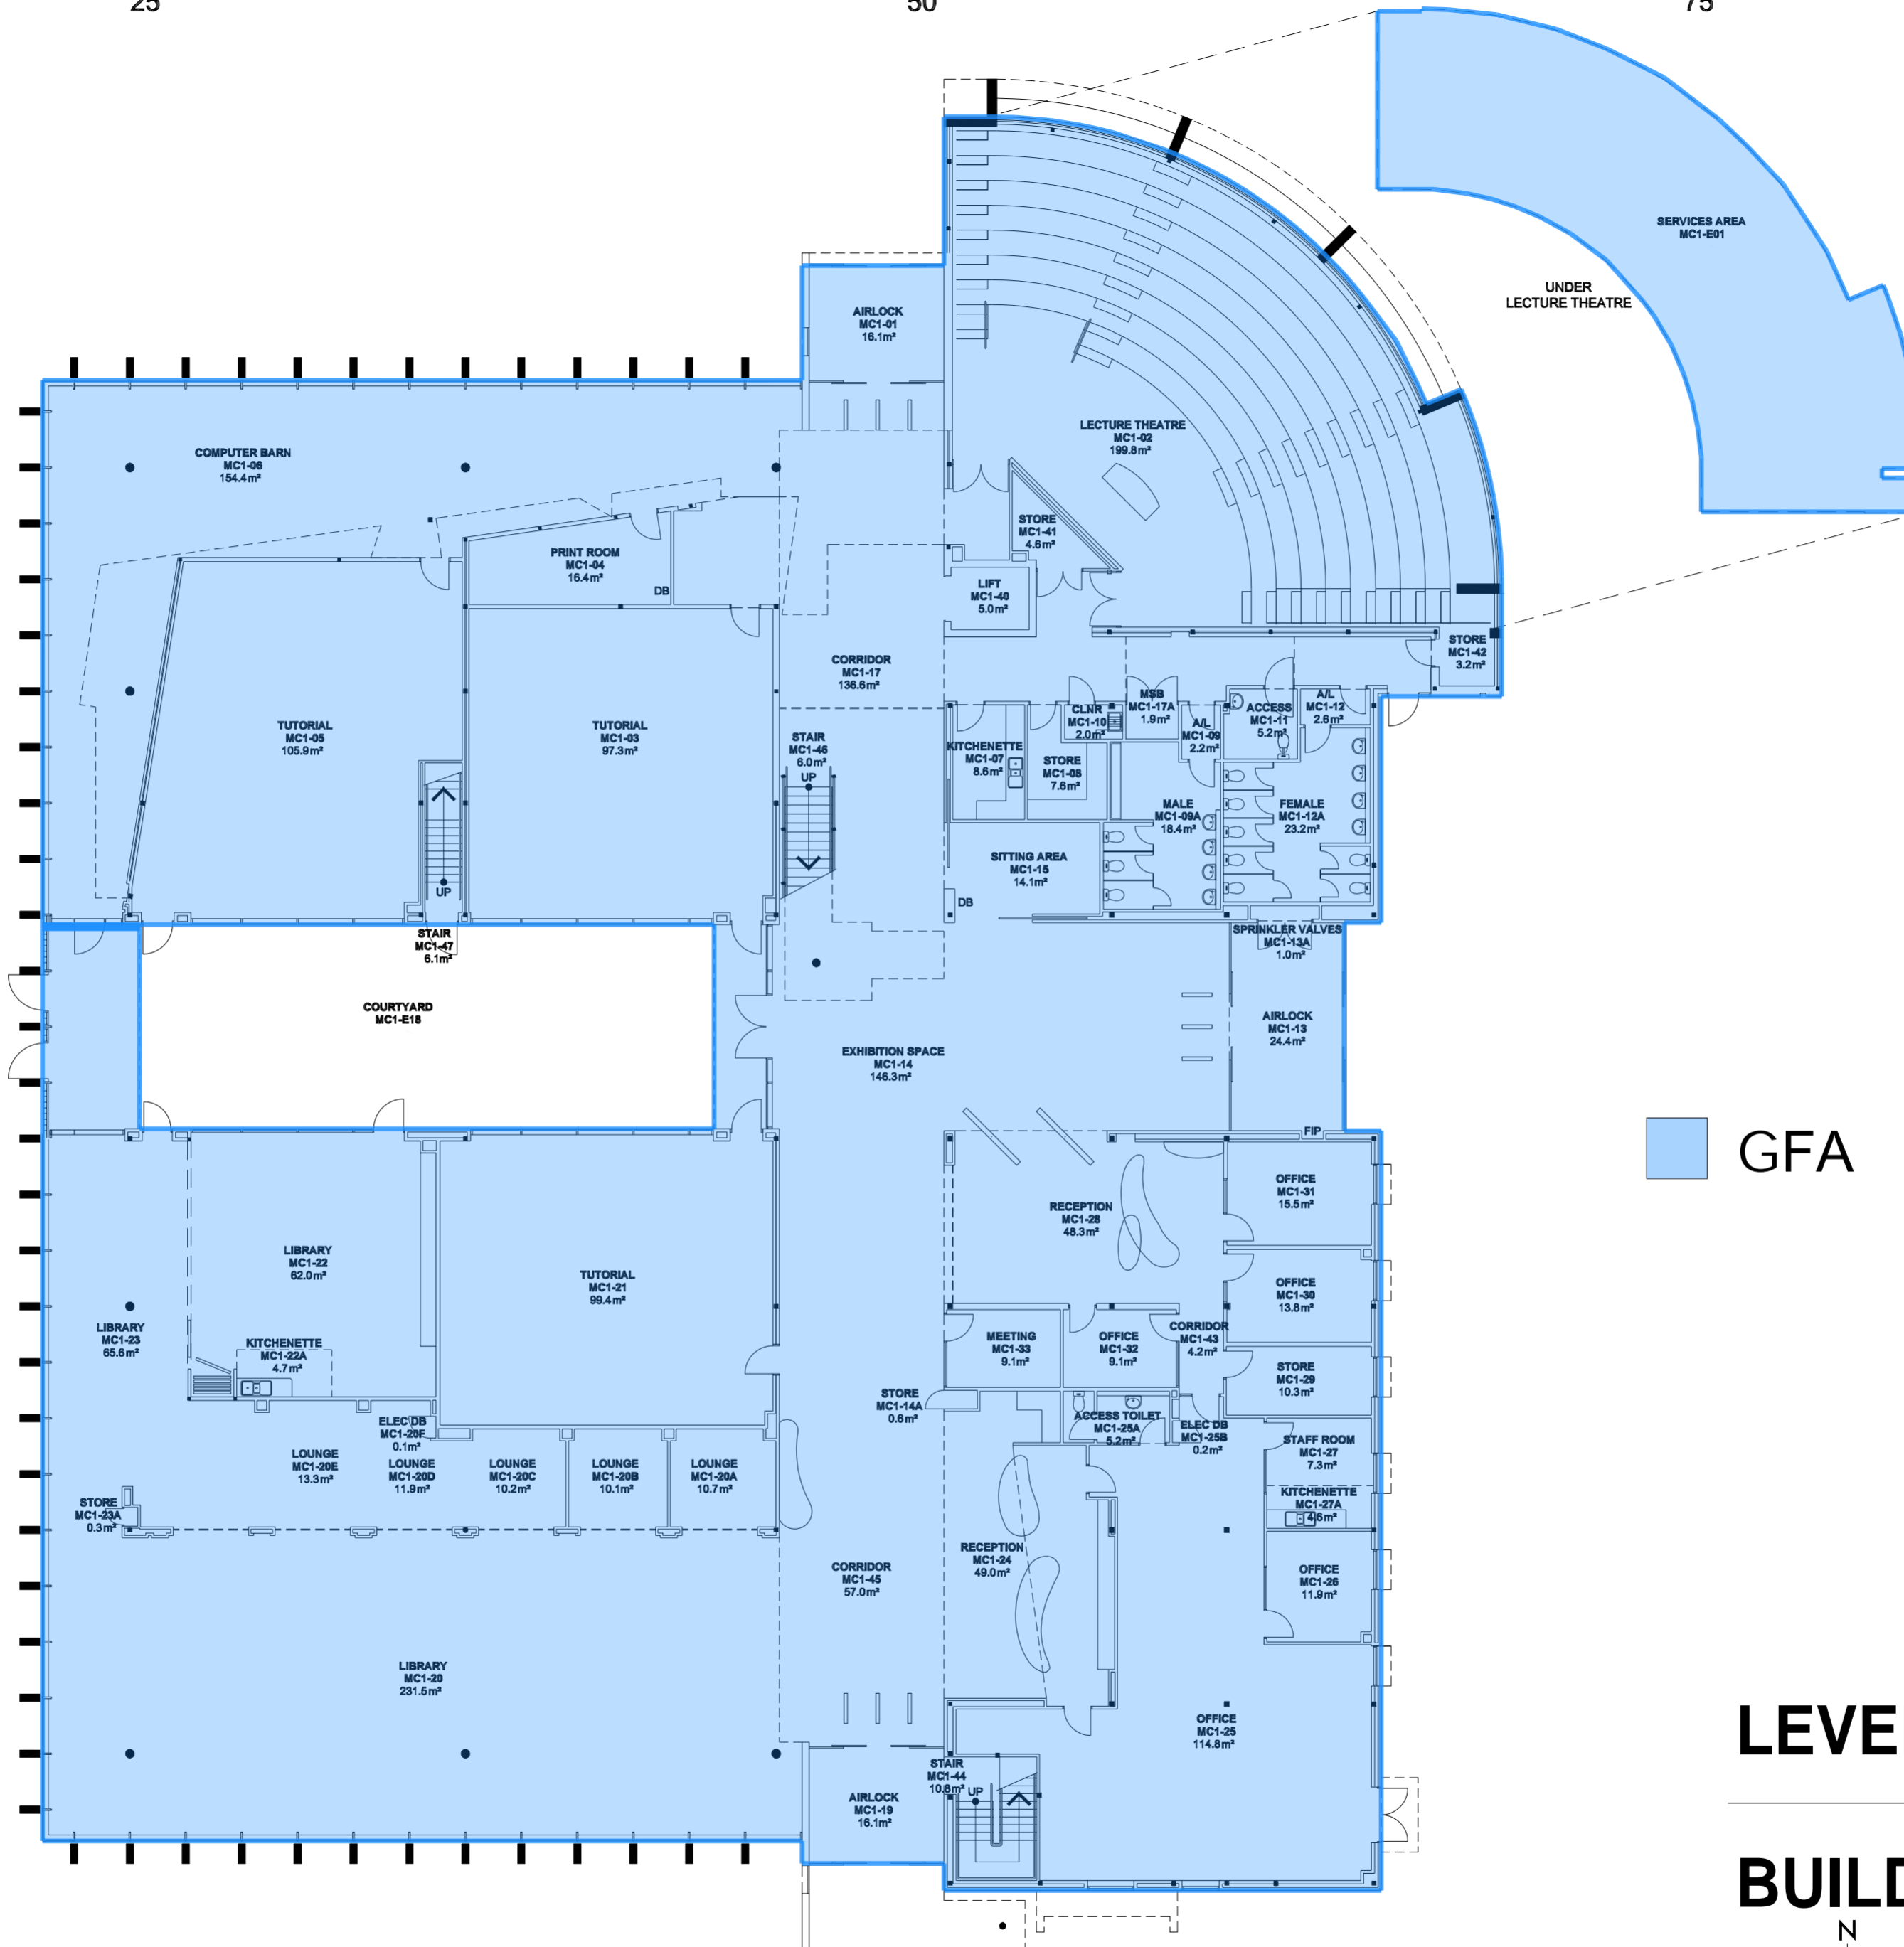 25
50
75
SERVICES AREA
MC1-E01
UNDER
LECTURE THEATRE
AIRLOCK
MC1-01
16.1m²
LECTURE THEATRE
MC1-02
199.8m²
COMPUTER BARN
MC1-06
154.4m²
STORE
MC1-41
4.6m²
PRINT ROOM
MC1-04
16.4m²
DB
LIFT
MC1-40
5.0m²
STORE
MC1-42
3.2m²
CORRIDOR
MC1-17
136.6m²
TUTORIAL
MC1-05
105.9m²
TUTORIAL
MC1-03
97.3m²
STAIR
MC1-46
6.0m²
UP
CLNR
MC1-10
2.0m²
MSB
MC1-17A
1.9m²
A/L
MC1-09
2.2m²
ACCESS
MC1-11
5.2m²
A/L
MC1-12
2.6m²
KITCHENETTE
MC1-07
8.6m²
STORE
MC1-08
7.6m²
MALE
MC1-09A
18.4m²
FEMALE
MC1-12A
23.2m²
SITTING AREA
MC1-15
14.1m²
UP
DB
STAIR
MC1-47
6.1m²
SPRINKLER VALVES
MC1-13A
1.0m²
COURTYARD
MC1-E18
AIRLOCK
MC1-13
24.4m²
EXHIBITION SPACE
MC1-14
146.3m²
FIP
GFA
OFFICE
MC1-31
15.5m²
RECEPTION
MC1-28
48.3m²
LIBRARY
MC1-22
62.0m²
TUTORIAL
MC1-21
99.4m²
OFFICE
MC1-30
13.8m²
LIBRARY
MC1-23
65.6m²
KITCHENETTE
MC1-22A
4.7m²
MEETING
MC1-33
9.1m²
OFFICE
MC1-32
9.1m²
CORRIDOR
MC1-43
4.2m²
STORE
MC1-29
10.3m²
STORE
MC1-14A
0.6m²
ACCESS TOILET
MC1-25A
5.2m²
ELEC DB
MC1-25B
0.2m²
ELEC DB
MC1-20F
0.1m²
STAFF ROOM
MC1-27
7.3m²
LOUNGE
MC1-20E
13.3m²
LOUNGE
MC1-20D
11.9m²
LOUNGE
MC1-20C
10.2m²
LOUNGE
MC1-20B
10.1m²
LOUNGE
MC1-20A
10.7m²
KITCHENETTE
MC1-27A
4.6m²
STORE
MC1-23A
0.3m²
RECEPTION
MC1-24
49.0m²
CORRIDOR
MC1-45
57.0m²
OFFICE
MC1-26
11.9m²
LIBRARY
MC1-20
231.5m²
OFFICE
MC1-25
114.8m²
LEVE
STAIR
MC1-44
10.8m²
UP
AIRLOCK
MC1-19
16.1m²
BUILD
N